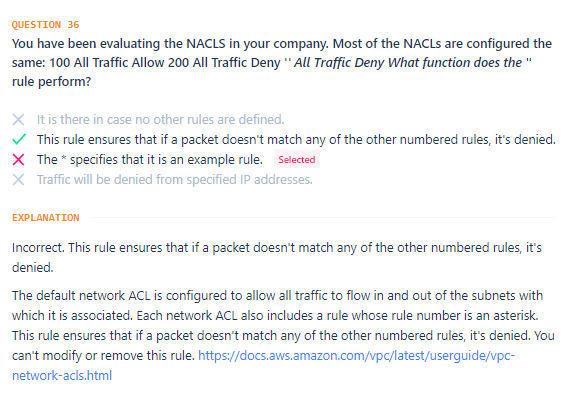 QUESTION 36
You have been evaluating the NACLS in your company. Most of the NACLs are configured the
same: 100 All Traffic Allow 200 All Traffic Deny '' All Traffic Deny What function does the ''
rule perform?
It is there in case no other rules are defined.
This rule ensures that if a packet doesn't match any of the other numbered rules, it's denied.
The * specifies that it is an example rule. Selected
Traffic will be denied from specified IP addresses.
EXPLANATION
Incorrect. This rule ensures that if a packet doesn't match any of the other numbered rules, it's
denied.
The default network ACL is configured to allow all traffic to flow in and out of the subnets with
which it is associated. Each network ACL also includes a rule whose rule number is an asterisk.
This rule ensures that if a packet doesn't match any of the other numbered rules, it's denied. You
can't modify or remove this rule. https://docs.aws.amazon.com/vpc/latest/userguide/vpc-
network-acls.html